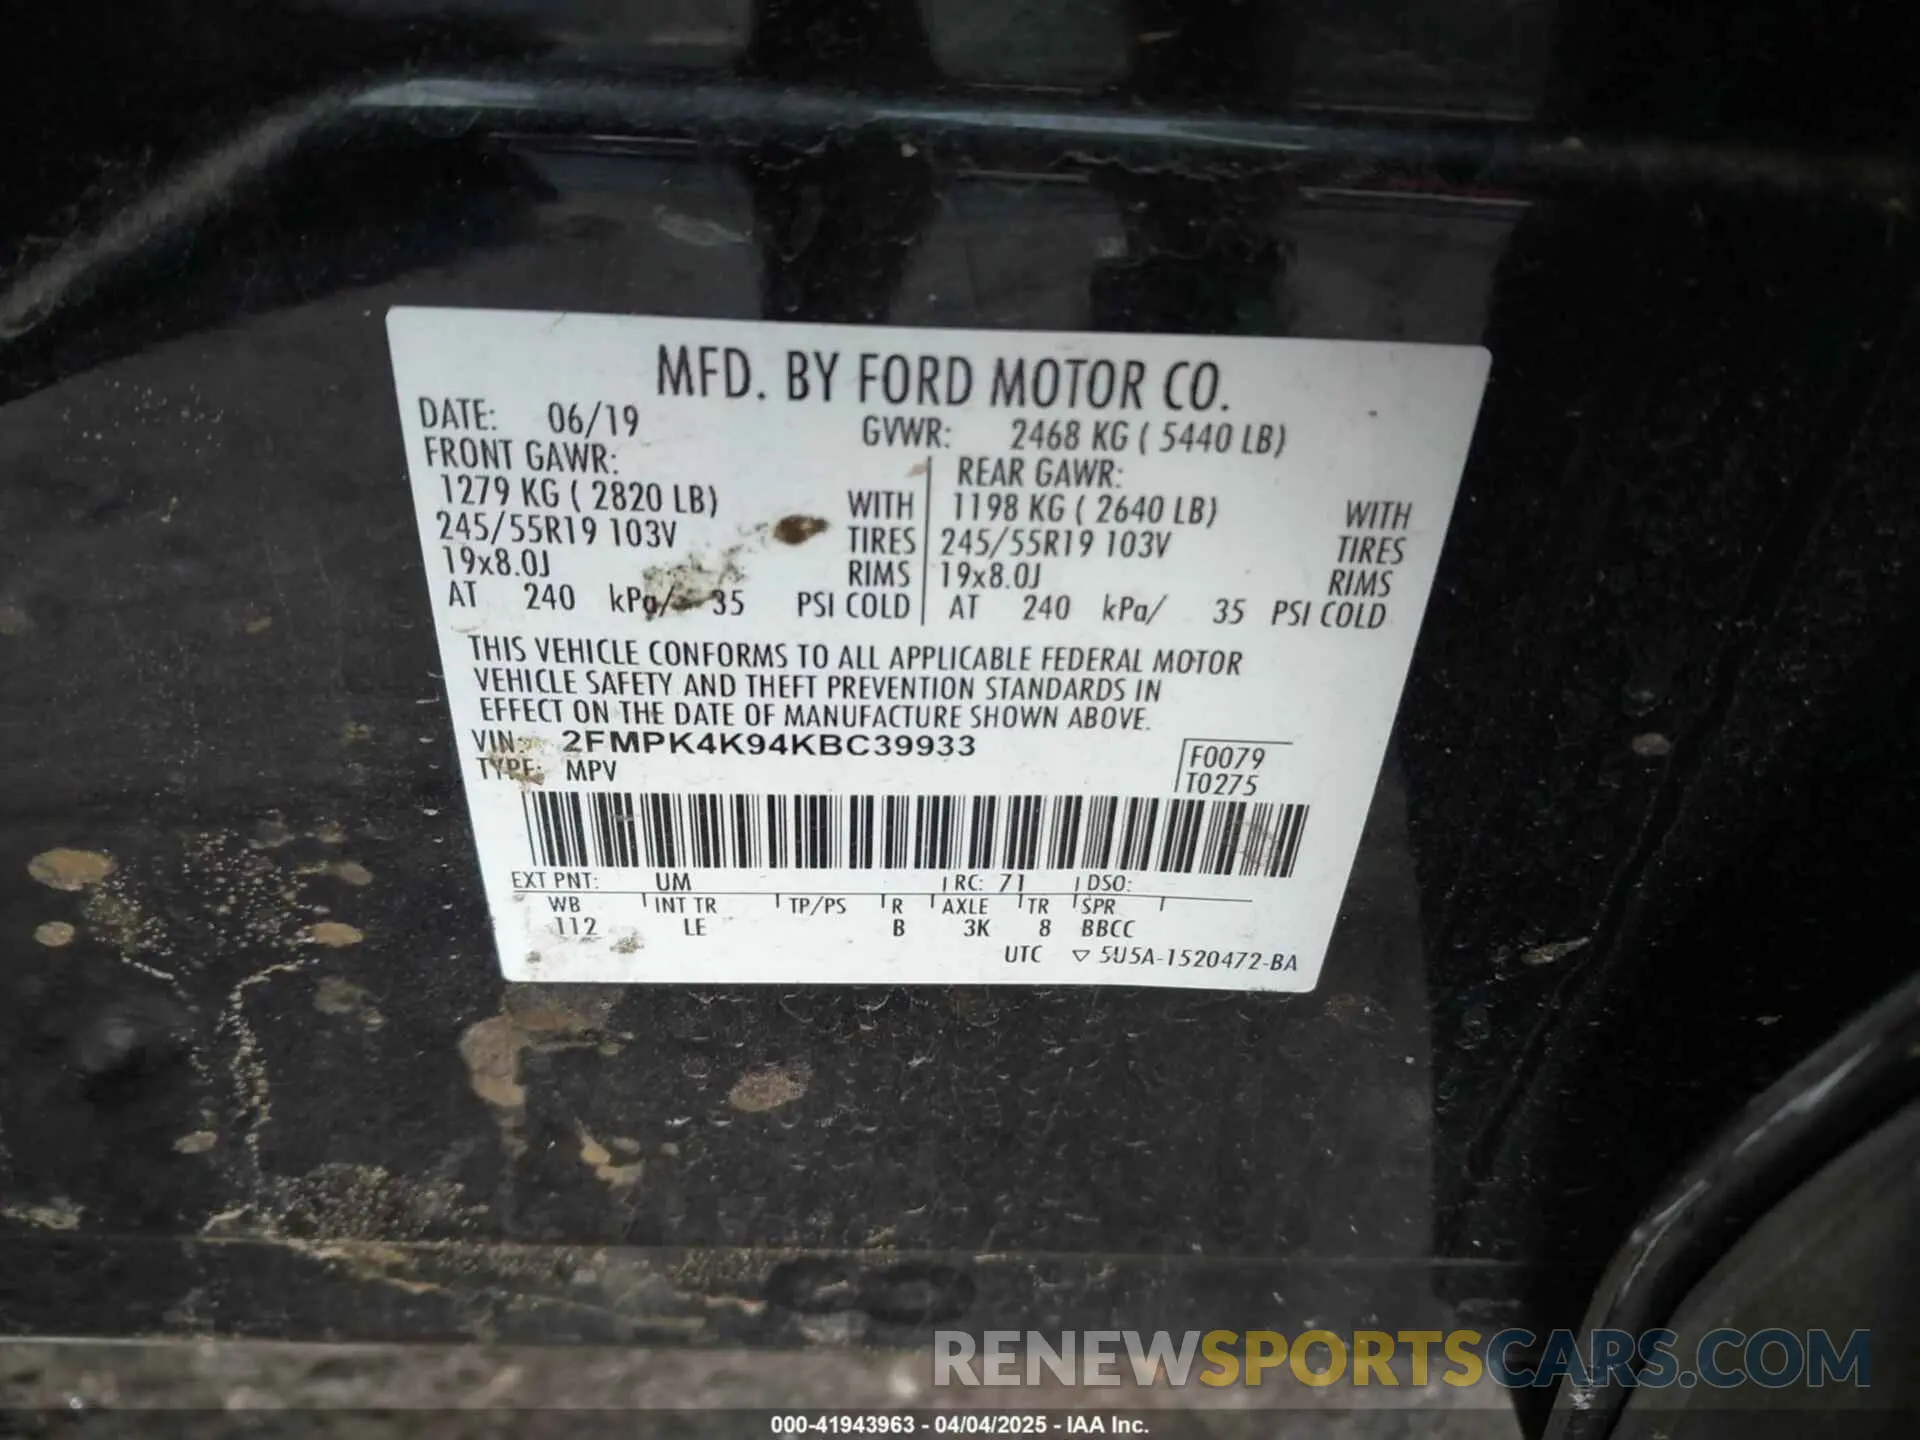 MFD. BY FORD MOTOR CO.
DATE: 06/19 GVWR: 2468 KG ( 5440 LB)
FRONT GAWR: REAR GAWR:
1279 KG ( 2820 LB) WITH 1198 KG ( 2640 LB) WITH
245/55R19 103V TIRES 245/55R19 103V TIRES
19x8.0J RIMS 19x8.0J RIMS
AT 240 kPa/ 35 PSI COLD AT 240 kPa/ 35 PSI COLD
THIS VEHICLE CONFORMS TO ALL APPLICABLE FEDERAL MOTOR
VEHICLE SAFETY AND THEFT PREVENTION STANDARDS IN
EFFECT ON THE DATE OF MANUFACTURE SHOWN ABOVE.
VIN: 2FMPK4K94KBC39933 F0079
TYPE: MPV T0275
EXT PNT: UM RC: 71 DSO:
WB INT TR TP/PS R AXLE TR SPR
112 LE B 3K 8 BBCC
UTC ▽ 5U5A-1520472-BA
RENEWSPORTSCARS.COM
000-41943963 - 04/04/2025 - IAA Inc.